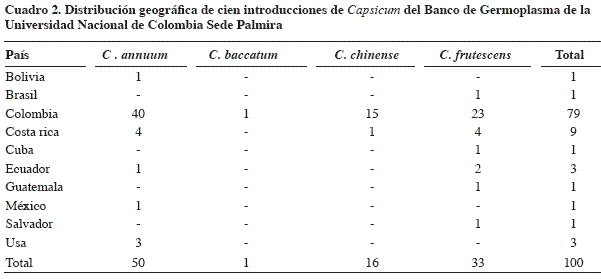 Cuadro 2. Distribución geográfica de cien introducciones de Capsicum del Banco de Germoplasma de la
Universidad Nacional de Colombia Sede Palmira
País C . annuum C. baccatum C. chinense C. frutescens Total
Bolivia 1 - - - 1
Brasil - - - 1 1
Colombia 40 1 15 23 79
Costa rica 4 - 1 4 9
Cuba - - - 1 1
Ecuador 1 - - 2 3
Guatemala - - - 1 1
México 1 - - - 1
Salvador - - - 1 1
Usa 3 - - - 3
Total 50 1 16 33 100